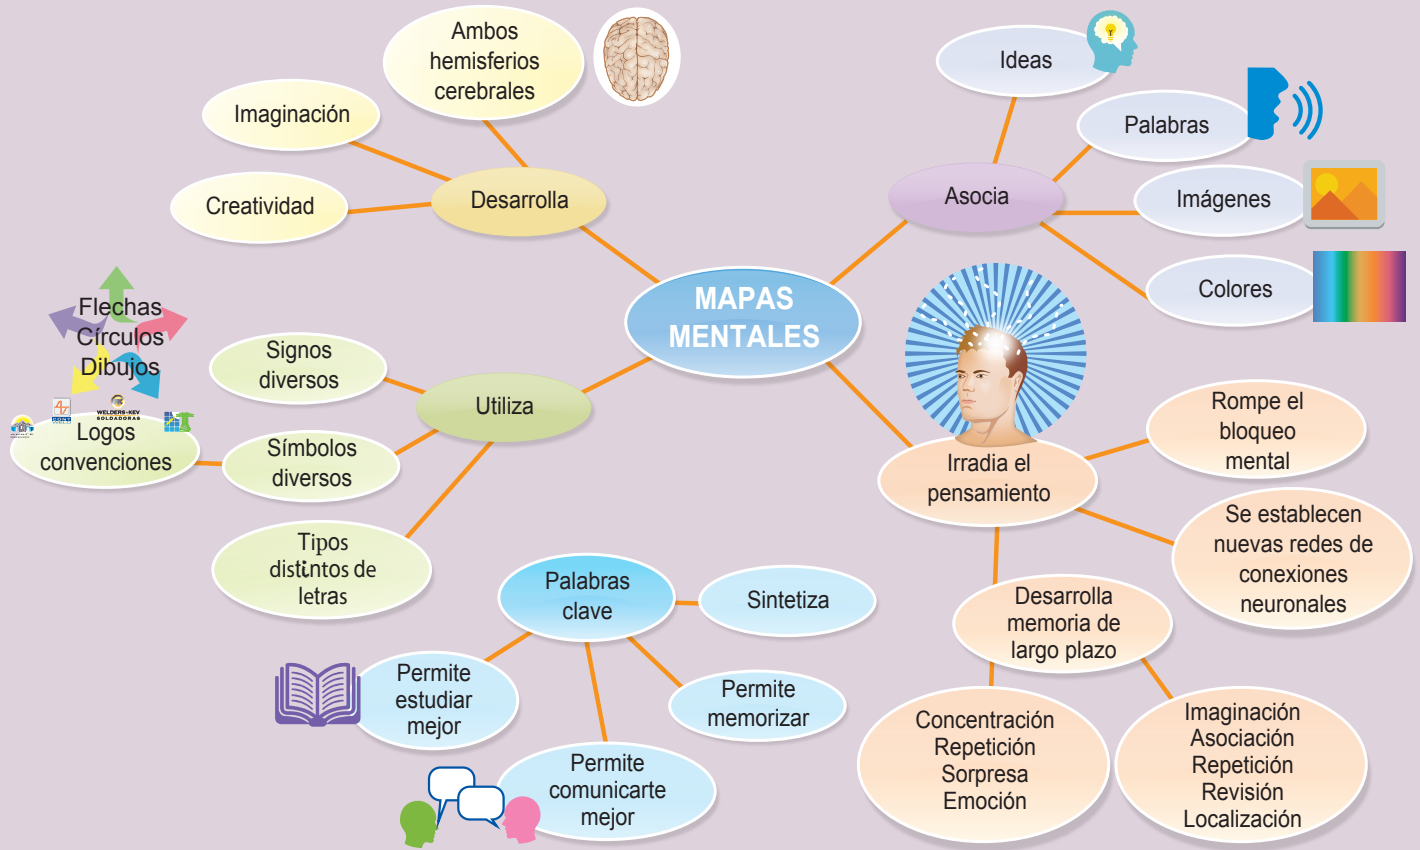 MAPAS
MENTALES
Desarrolla
Ambos
hemisferios
cerebrales
Imaginación
Creatividad
Asocia
Ideas
Palabras
Imágenes
Colores
Utiliza
Signos
diversos
Símbolos
diversos
Tipos
distintos de
letras
Flechas
Círculos
Dibujos
WELDERS-KEV
SOLDADORAS
Logos
convenciones
Irradia el
pensamiento
Rompe el
bloqueo
mental
Se establecen
nuevas redes de
conexiones
neuronales
Desarrolla
memoria de
largo plazo
Concentración
Repetición
Sorpresa
Emoción
Imaginación
Asociación
Repetición
Revisión
Localización
Palabras
clave
Sintetiza
Permite
memorizar
Permite
comunicarte
mejor
Permite
estudiar
mejor